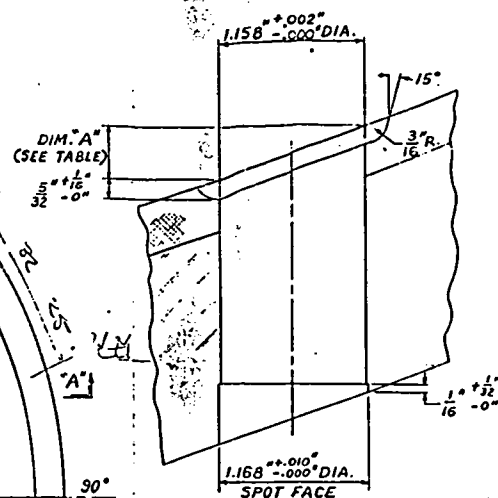 1.158" +.002" -.000" DIA.
15°
DIM. "A"
(SEE TABLE)
3/16" R.
5/32" +1/16" -0"
"A"
1/16" +1/32" -0"
90°
1.168" +.010" -.000" DIA.
SPOT FACE